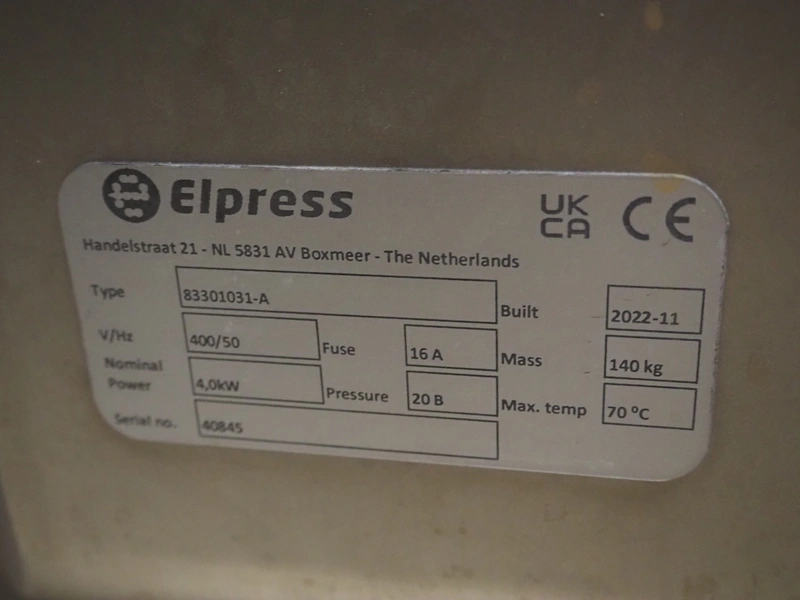 Elpress UK CA CE
Handelstraat 21 - NL 5831 AV Boxmeer - The Netherlands
Type 83301031-A Built 2022-11
V/Hz 400/50 Fuse 16 A Mass 140 kg
Nominal Power 4,0kW Pressure 20 B Max. temp 70 °C
Serial no. 40845